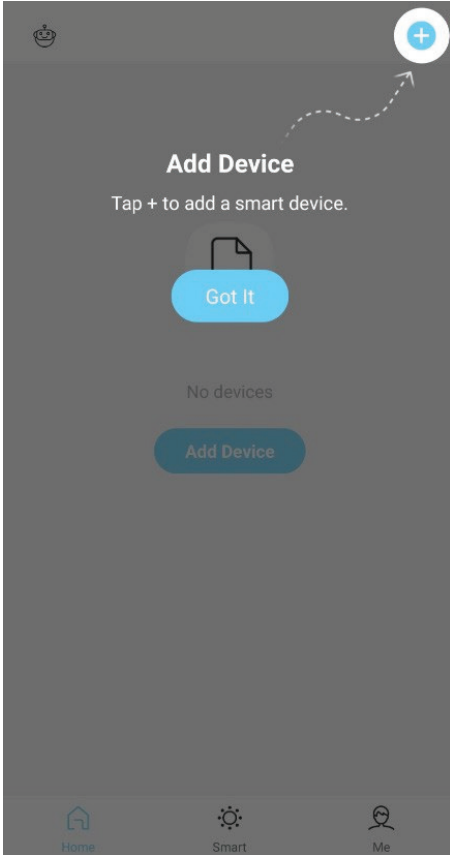 Add Device
Tap + to add a smart device.
Got It
No devices
Add Device
Home
Smart
Me